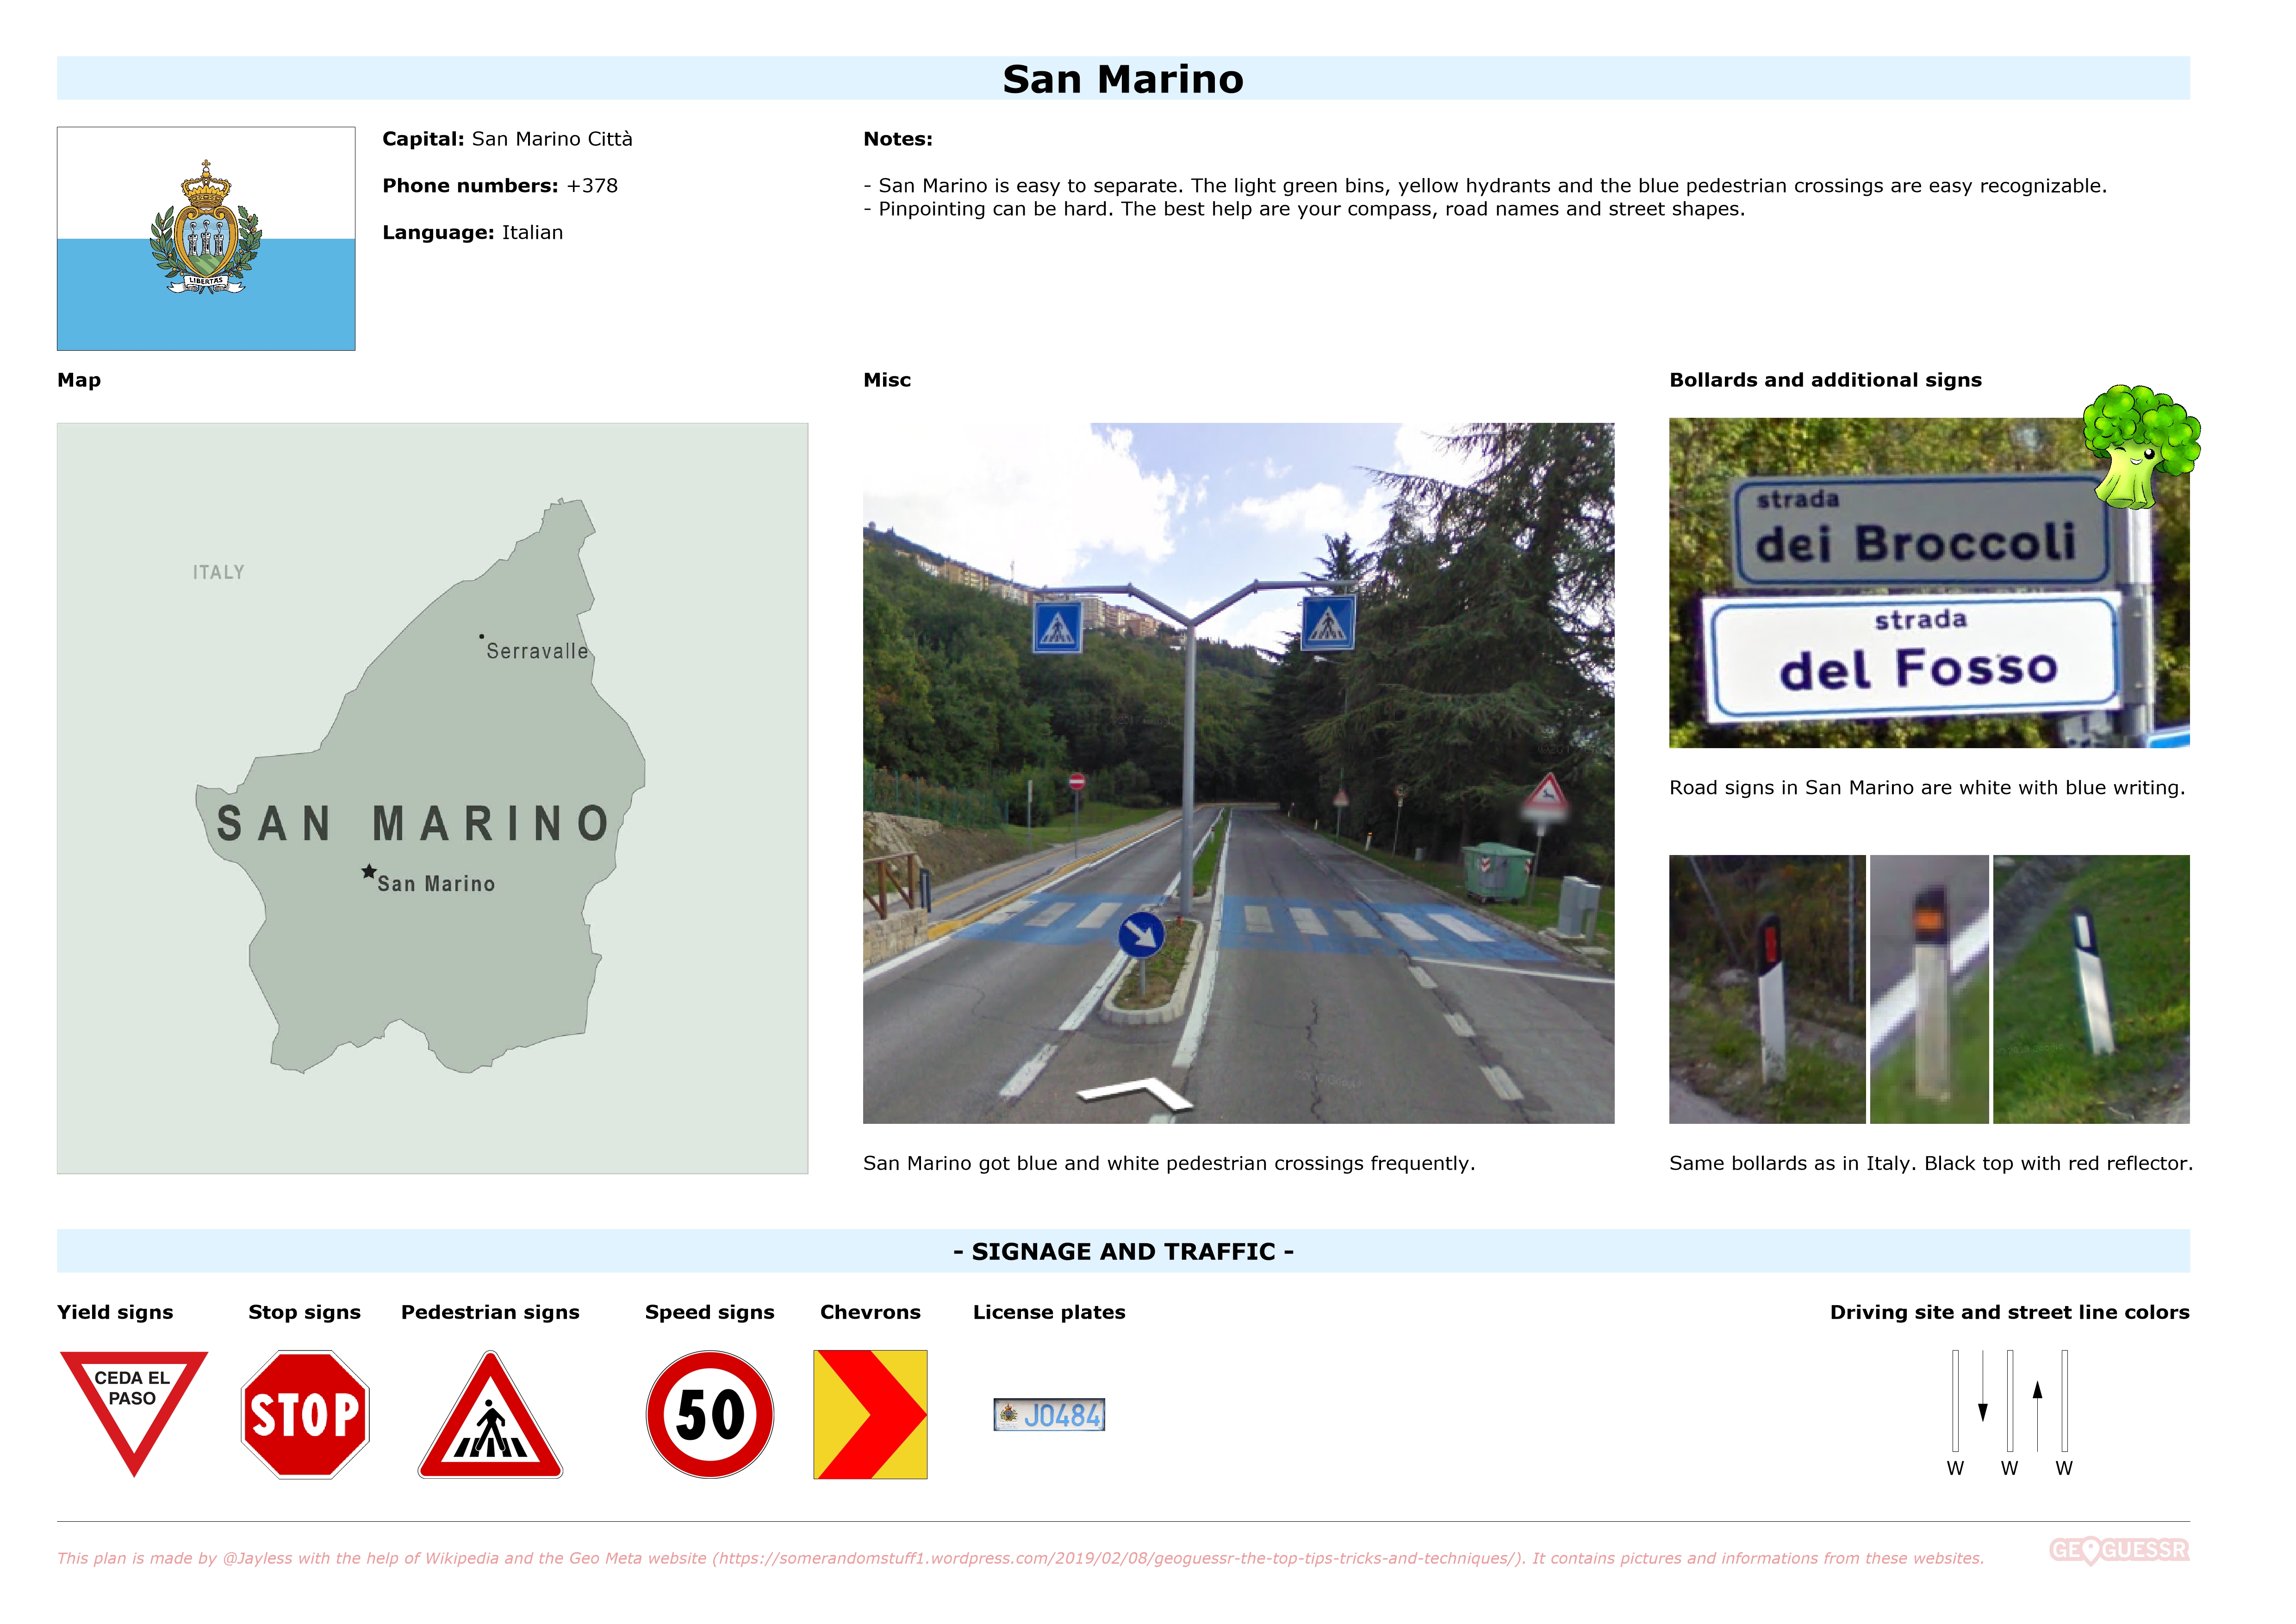 San Marino
LIBERTAS
Capital: San Marino Città
Phone numbers: +378
Language: Italian
Notes:
- San Marino is easy to separate. The light green bins, yellow hydrants and the blue pedestrian crossings are easy recognizable.
- Pinpointing can be hard. The best help are your compass, road names and street shapes.
Map
ITALY
Serravalle
SAN MARINO
San Marino
Misc
San Marino got blue and white pedestrian crossings frequently.
Bollards and additional signs
strada
dei Broccoli
strada
del Fosso
Road signs in San Marino are white with blue writing.
Same bollards as in Italy. Black top with red reflector.
- SIGNAGE AND TRAFFIC -
Yield signs
CEDA EL
PASO
Stop signs
STOP
Pedestrian signs
Speed signs
50
Chevrons
License plates
J0484
Driving site and street line colors
W W W
This plan is made by @Jayless with the help of Wikipedia and the Geo Meta website (https://somerandomstuff1.wordpress.com/2019/02/08/geoguessr-the-top-tips-tricks-and-techniques/). It contains pictures and informations from these websites.
GEOGUESSR